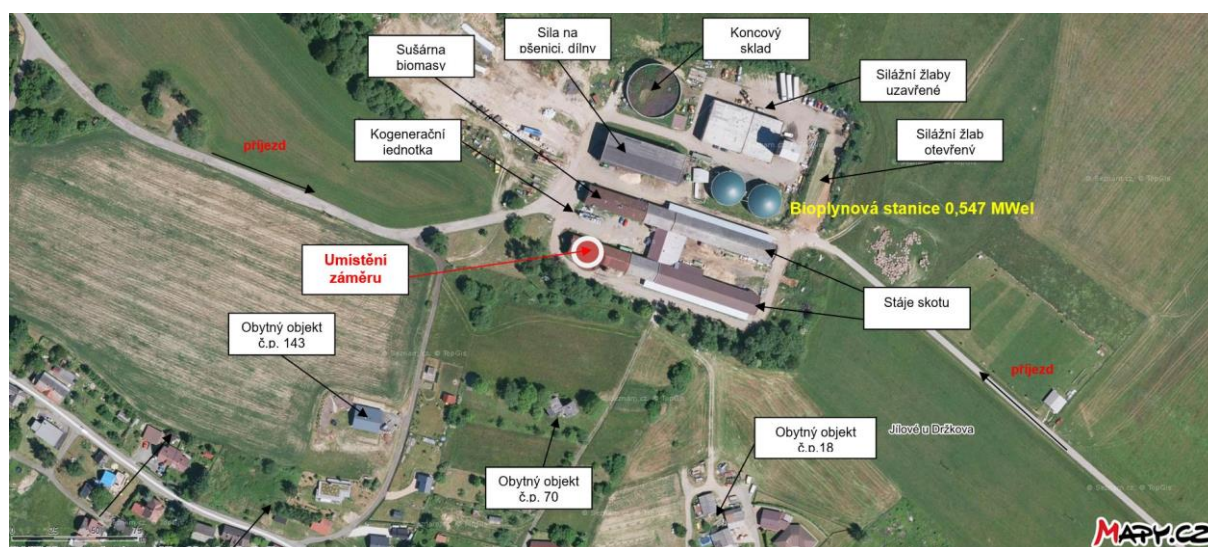 Sušárna
biomasy
Sila na
pšenici, dílny
Koncový
sklad
Silážní žlaby
uzavřené
Kogenerační
jednotka
Silážní žlab
otevřený
příjezd
Bioplynová stanice 0,547 MWel
Umístění
záměru
Stáje skotu
Obytný objekt
č.p. 143
příjezd
Jílové u Držkova
Obytný objekt
č.p.18
Obytný objekt
č.p. 70
MAPY.CZ